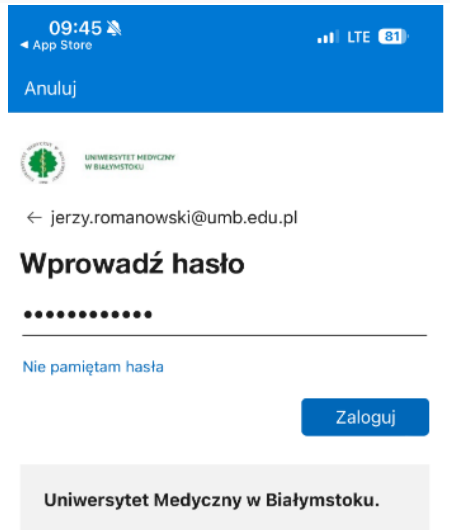 09:45
◀ App Store
LTE 81
Anuluj
UNIWERSYTET MEDYCZNY
W BIAŁYMSTOKU
← jerzy.romanowski@umb.edu.pl
Wprowadź hasło
••••••••••••
Nie pamiętam hasła
Zaloguj
Uniwersytet Medyczny w Białymstoku.